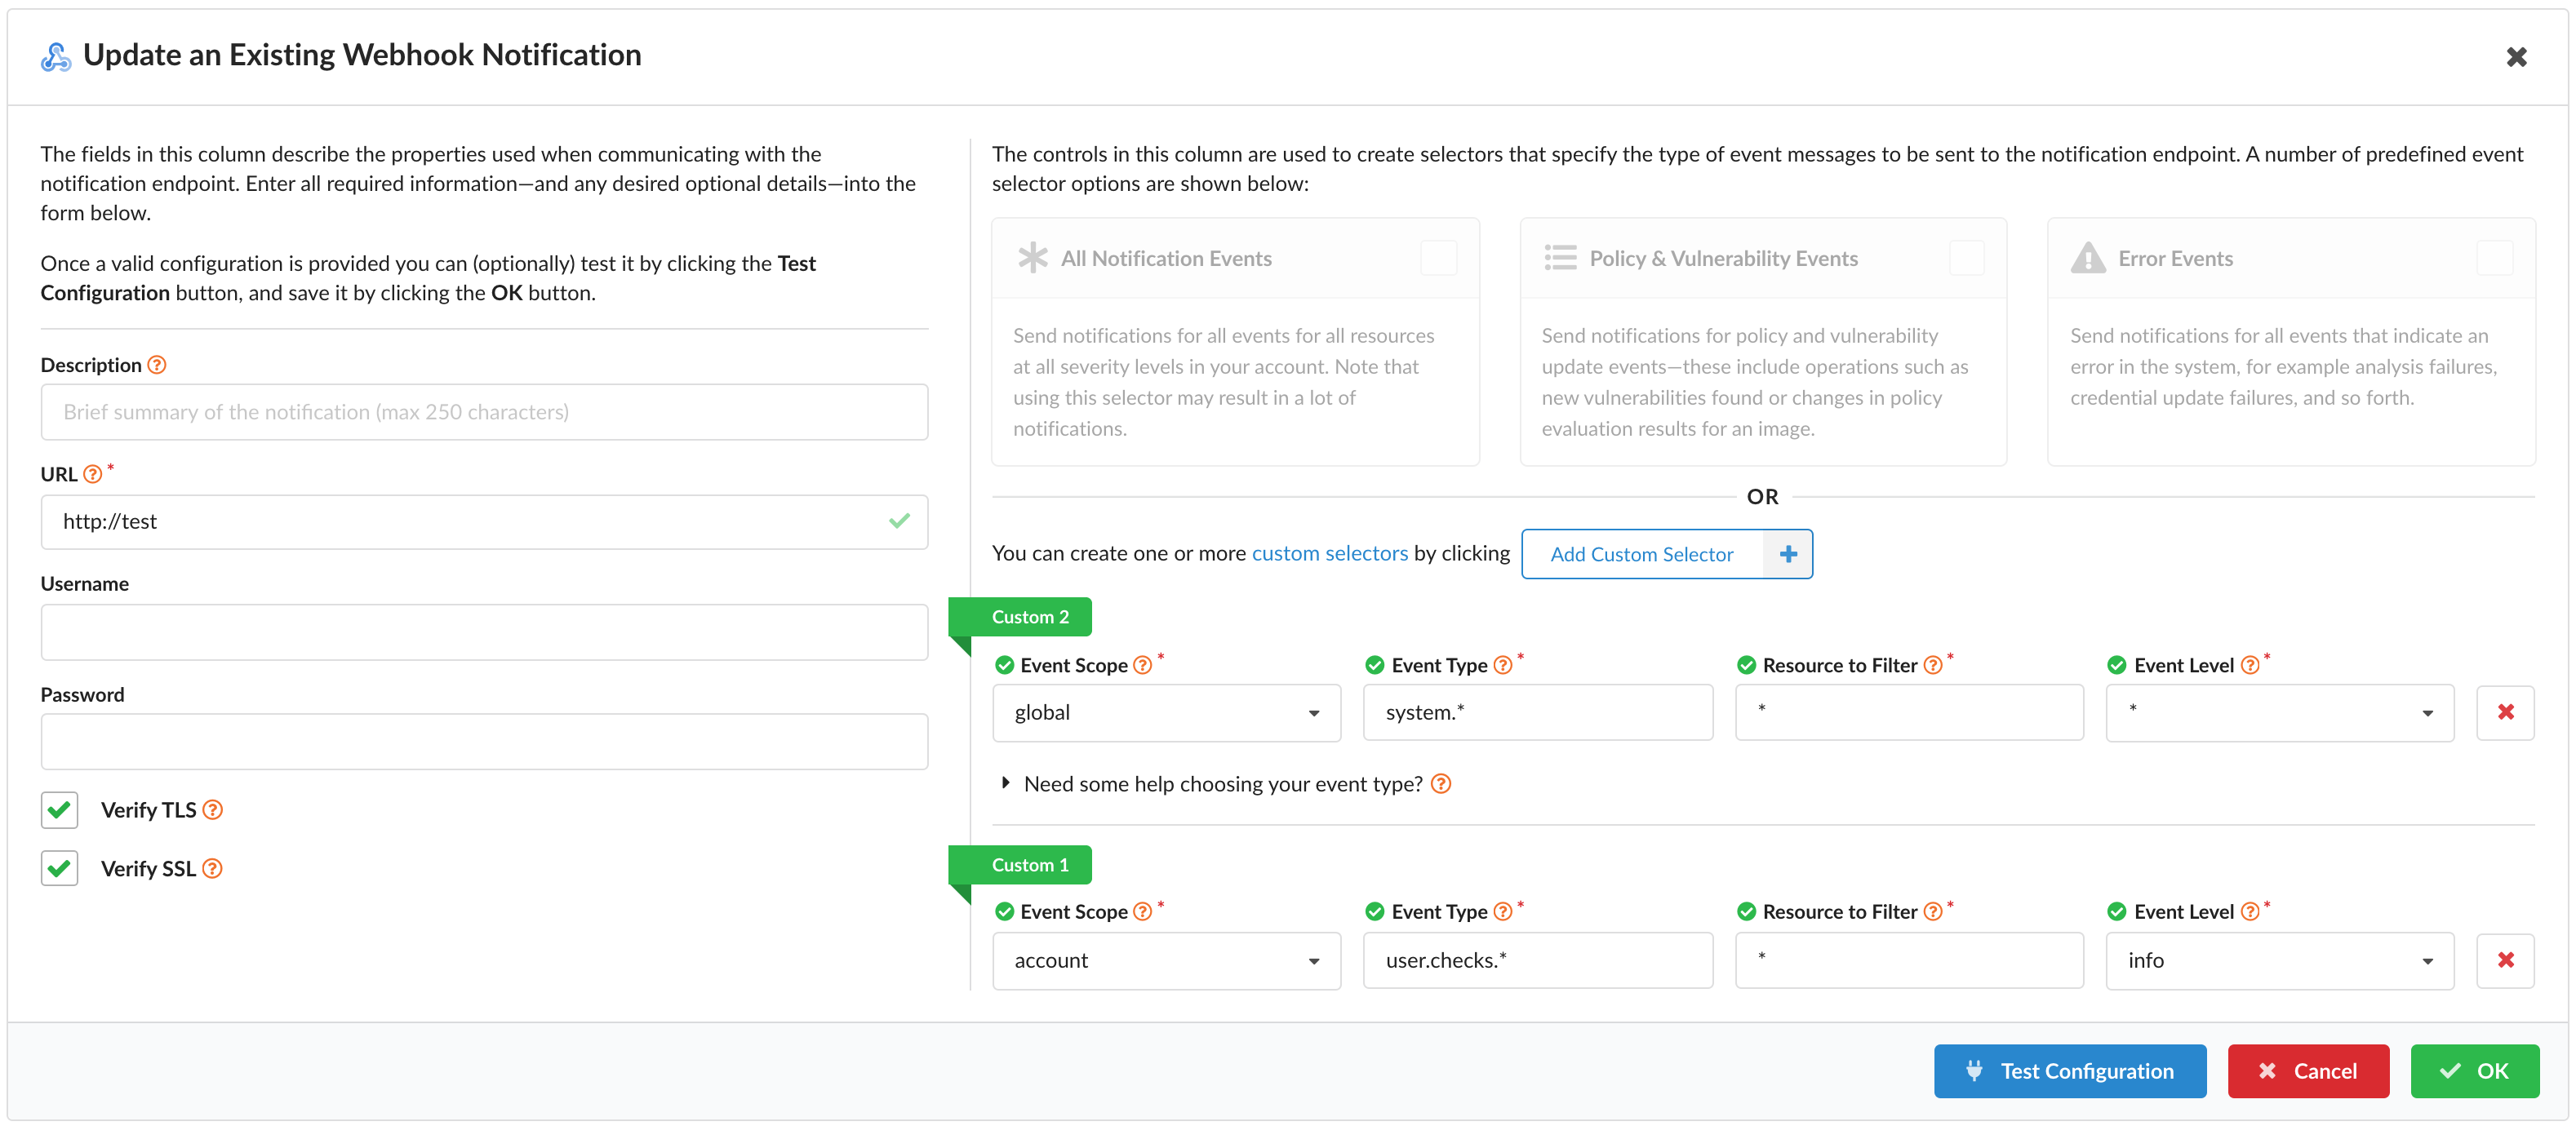 Update an Existing Webhook Notification
The fields in this column describe the properties used when communicating with the
notification endpoint. Enter all required information—and any desired optional details—into the
form below.
Once a valid configuration is provided you can (optionally) test it by clicking the Test
Configuration button, and save it by clicking the OK button.
Description
Brief summary of the notification (max 250 characters)
URL *
http://test
Username
Password
Verify TLS
Verify SSL
The controls in this column are used to create selectors that specify the type of event messages to be sent to the notification endpoint. A number of predefined event
selector options are shown below:
All Notification Events
Send notifications for all events for all resources
at all severity levels in your account. Note that
using this selector may result in a lot of
notifications.
Policy & Vulnerability Events
Send notifications for policy and vulnerability
update events—these include operations such as
new vulnerabilities found or changes in policy
evaluation results for an image.
Error Events
Send notifications for all events that indicate an
error in the system, for example analysis failures,
credential update failures, and so forth.
OR
You can create one or more custom selectors by clicking Add Custom Selector +
Custom 2
Event Scope * Event Type * Resource to Filter * Event Level *
global system.* * *
Need some help choosing your event type?
Custom 1
Event Scope * Event Type * Resource to Filter * Event Level *
account user.checks.* * info
Test Configuration Cancel OK